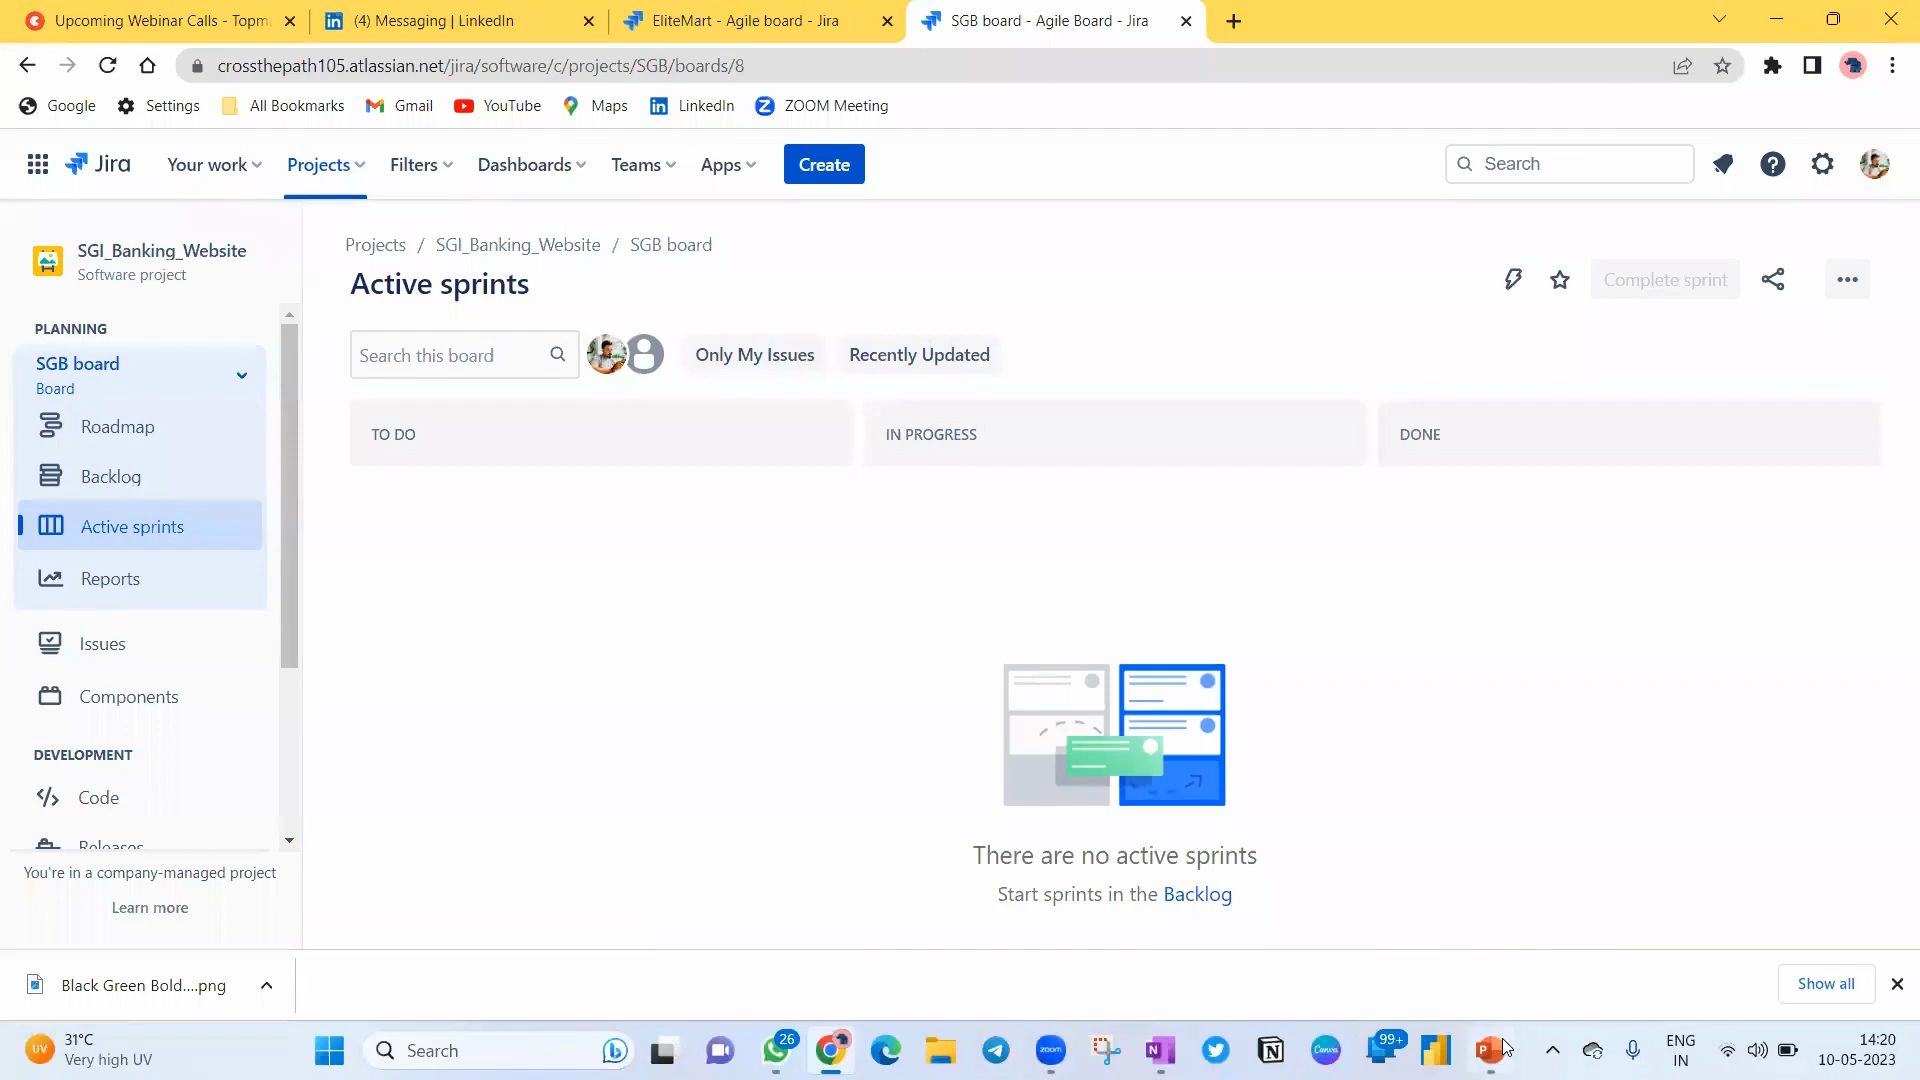 Upcoming Webinar Calls - Topm
(4) Messaging | LinkedIn
EliteMart - Agile board - Jira
SGB board - Agile Board - Jira
crossthepath105.atlassian.net/jira/software/c/projects/SGB/boards/8
Google
Settings
All Bookmarks
Gmail
YouTube
Maps
LinkedIn
ZOOM Meeting
Jira
Your work
Projects
Filters
Dashboards
Teams
Apps
Create
Search
SGI_Banking_Website
Software project
PLANNING
SGB board
Board
Roadmap
Backlog
Active sprints
Reports
Issues
Components
DEVELOPMENT
Code
Releases
You're in a company-managed project
Learn more
Projects / SGI_Banking_Website / SGB board
Active sprints
Complete sprint
Search this board
Only My Issues
Recently Updated
TO DO
IN PROGRESS
DONE
There are no active sprints
Start sprints in the Backlog
Black Green Bold....png
Show all
UV
31°C
Very high UV
Search
26
zoom
Canva
99+
ENG
IN
14:20
10-05-2023